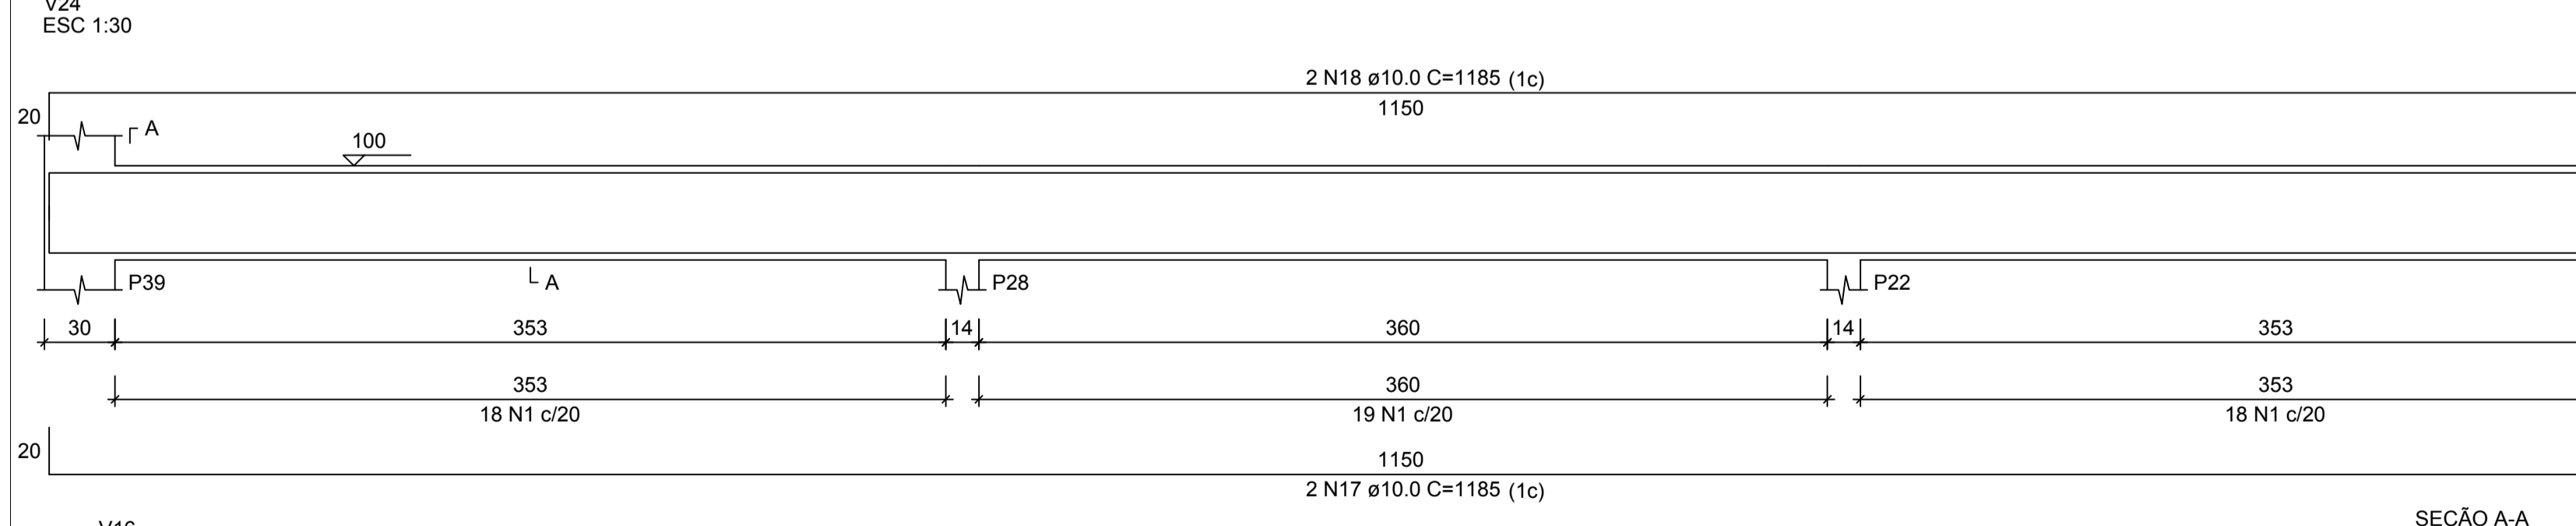 V24
ESC 1:30
2 N18 ø10.0 C=1185 (1c)
1150
20
A
100
P39
A
P28
P22
30
353
14
360
14
353
353
360
353
18 N1 c/20
19 N1 c/20
18 N1 c/20
20
1150
2 N17 ø10.0 C=1185 (1c)
V16
SEÇÃO A-A